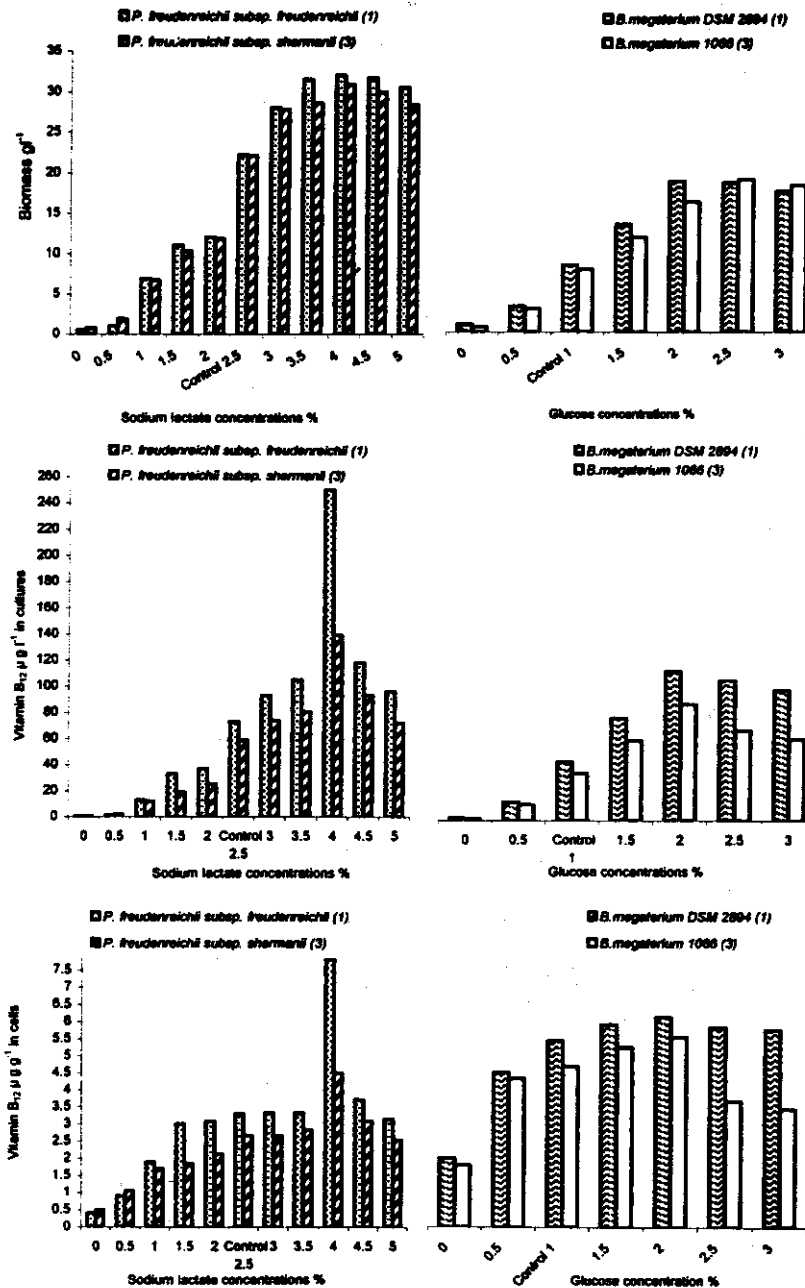 P. freudenreichii subsp. freudenreichii (1)
P. freudenreichii subsp. shermanii (3)
Biomass gl⁻¹
35
30
25
20
15
10
5
0
0 0.5 1 1.5 2 Control 2.5 3 3.5 4 4.5 5
Sodium lactate concentrations %
B.megaterium DSM 2894 (1)
B.megaterium 1066 (3)
0 0.5 Control 1 1.5 2 2.5 3
Glucose concentrations %
P. freudenreichii subsp. freudenreichii (1)
P. freudenreichii subsp. shermanii (3)
Vitamin B₁₂ µ g l⁻¹ in cultures
260
240
220
200
180
160
140
120
100
80
60
40
20
0
0 0.5 1 1.5 2 Control 3 3.5 4 4.5 5
2.5
Sodium lactate concentrations %
B.megaterium DSM 2894 (1)
B.megaterium 1066 (3)
0 0.5 Control 1.5 2 2.5 3
1
Glucose concentrations %
P. freudenreichii subsp. freudenreichii (1)
P. freudenreichii subsp. shermanii (3)
Vitamin B₁₂ µ g g⁻¹ in cells
7.5
7
6.5
6
5.5
5
4.5
4
3.5
3
2.5
2
1.5
1
0.5
0
0 0.5 1 1.5 2 Control 3 3.5 4 4.5 5
2.5
Sodium lactate concentrations %
B.megaterium DSM 2894 (1)
B.megaterium 1066 (3)
0 0.5 Control 1 1.5 2 2.5 3
Glucose concentrations %